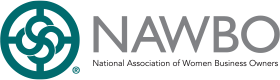 NAWBO
®
National Association of Women Business Owners